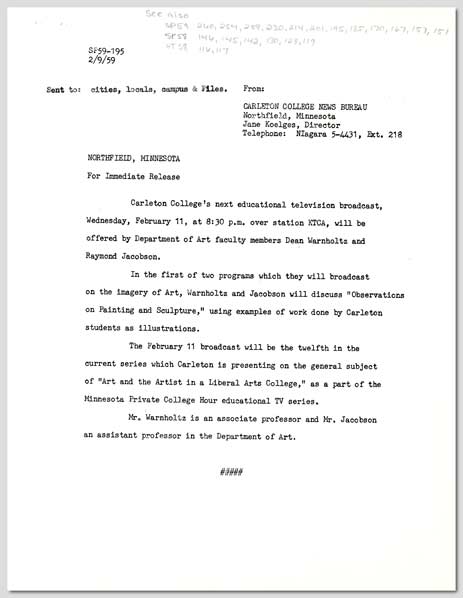 See also
SP59 260, 254, 239, 230, 214, 201, 195, 185, 170, 167, 157, 151
SP58 146, 145, 142, 130, 123, 119
116, 117
SP59-195
2/9/59
Sent to: cities, locals, campus & Files. From:
CARLETON COLLEGE NEWS BUREAU
Northfield, Minnesota
Jane Koelges, Director
Telephone: NIagara 5-4431, Ext. 218
NORTHFIELD, MINNESOTA
For Immediate Release
Carleton College's next educational television broadcast,
Wednesday, February 11, at 8:30 p.m. over station KTCA, will be
offered by Department of Art faculty members Dean Warnholtz and
Raymond Jacobson.
In the first of two programs which they will broadcast
on the imagery of Art, Warnholtz and Jacobson will discuss "Observations
on Painting and Sculpture," using examples of work done by Carleton
students as illustrations.
The February 11 broadcast will be the twelfth in the
current series which Carleton is presenting on the general subject
of "Art and the Artist in a Liberal Arts College," as a part of the
Minnesota Private College Hour educational TV series.
Mr. Warnholtz is an associate professor and Mr. Jacobson
an assistant professor in the Department of Art.
#####